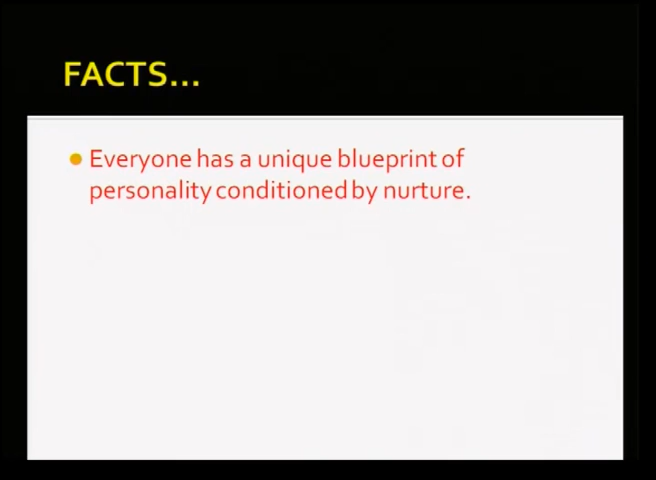 FACTS...
Everyone has a unique blueprint of
personality conditioned by nurture.